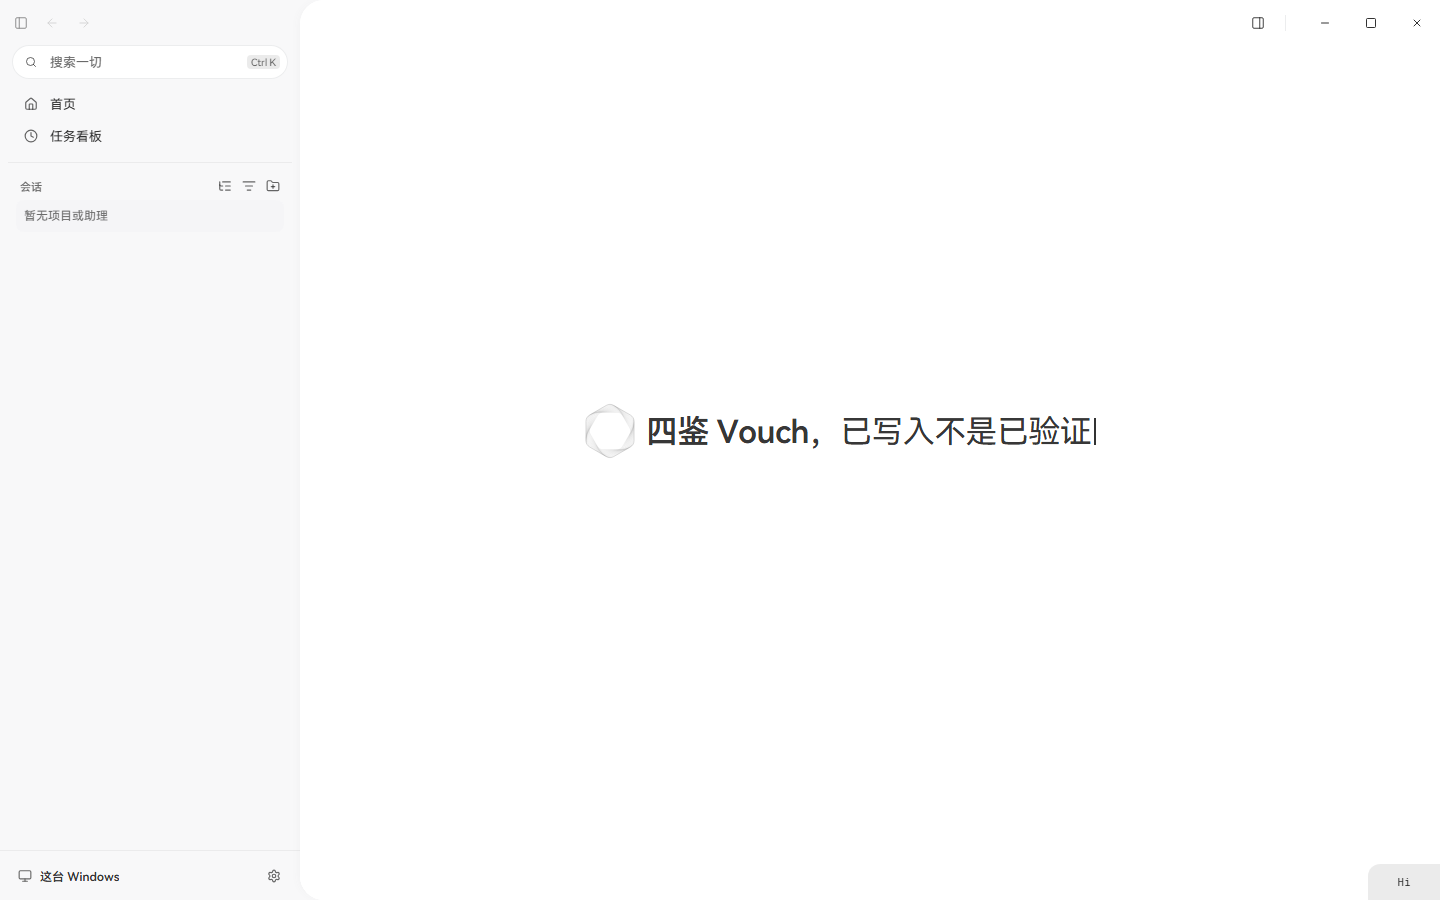 搜索一切 Ctrl K
首页
任务看板
会话
暂无项目或助理
四鉴 Vouch，已写入不是已验证
这台 Windows
Hi